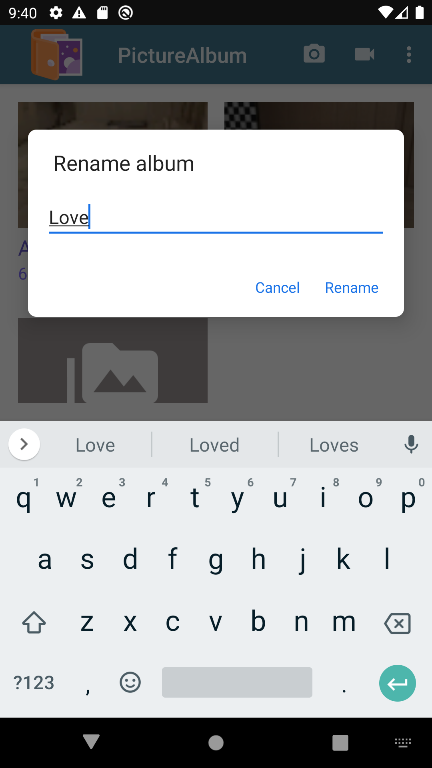 9:40
PictureAlbum
Rename album
Love
Cancel Rename
A
6
Love Loved Loves
1 2 3 4 5 6 7 8 9 0
q w e r t y u i o p
a s d f g h j k l
z x c v b n m
?123 , .